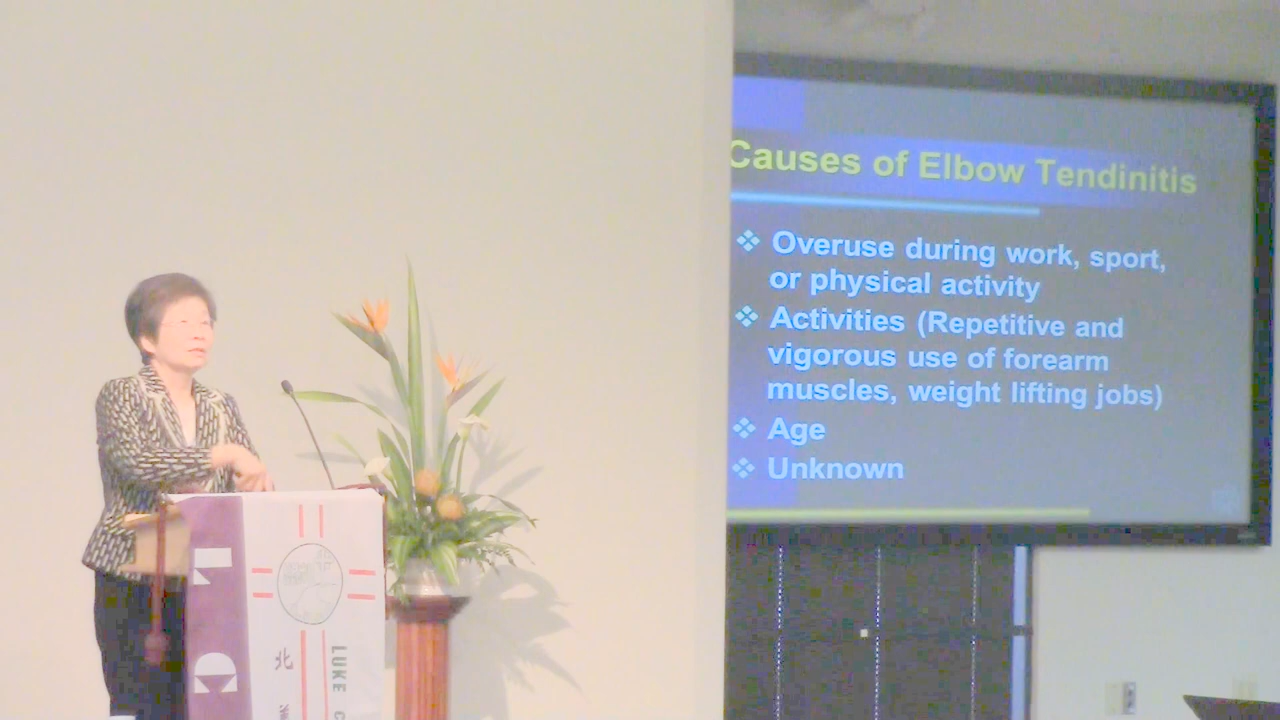 Causes of Elbow Tendinitis
Overuse during work, sport,
or physical activity
Activities (Repetitive and
vigorous use of forearm
muscles, weight lifting jobs)
Age
Unknown
L
C
北
LUKE C